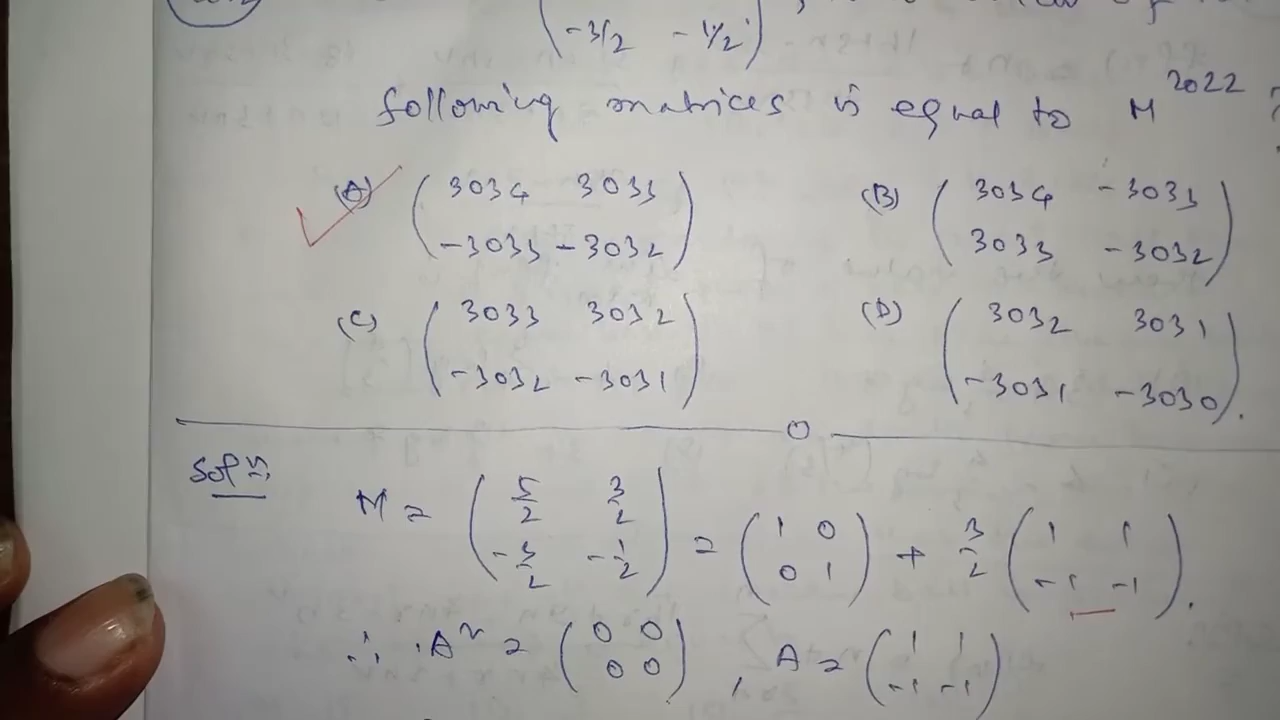 (-3/2 -1/2)
following matrices is equal to M^2022 ?
(A) (3034 3033
-3033 -3032)
(B) (3034 -3033
3033 -3032)
(C) (3033 3032
-3032 -3031)
(D) (3032 3031
-3031 -3030).
Solⁿ:
M = (5/2 3/2
-3/2 -1/2) = (1 0
0 1) + 3/2 (1 1
-1 -1).
∴ A² = (0 0
0 0), A = (1 1
-1 -1)